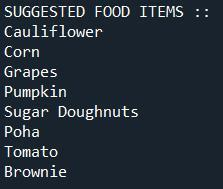 SUGGESTED FOOD ITEMS ::
Cauliflower
Corn
Grapes
Pumpkin
Sugar Doughnuts
Poha
Tomato
Brownie